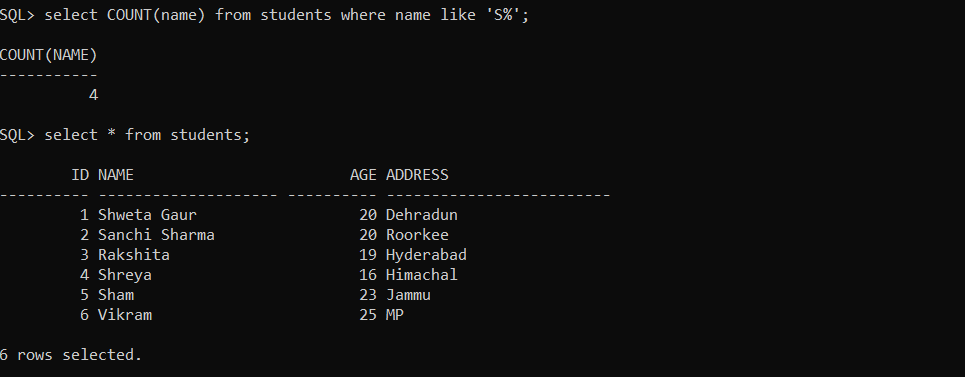 SQL> select COUNT(name) from students where name like 'S%';
COUNT(NAME)
-----------
          4
SQL> select * from students;
        ID NAME                        AGE ADDRESS
---------- -------------------- ---------- -------------------------
         1 Shweta Gaur                  20 Dehradun
         2 Sanchi Sharma                20 Roorkee
         3 Rakshita                     19 Hyderabad
         4 Shreya                       16 Himachal
         5 Sham                         23 Jammu
         6 Vikram                       25 MP
6 rows selected.